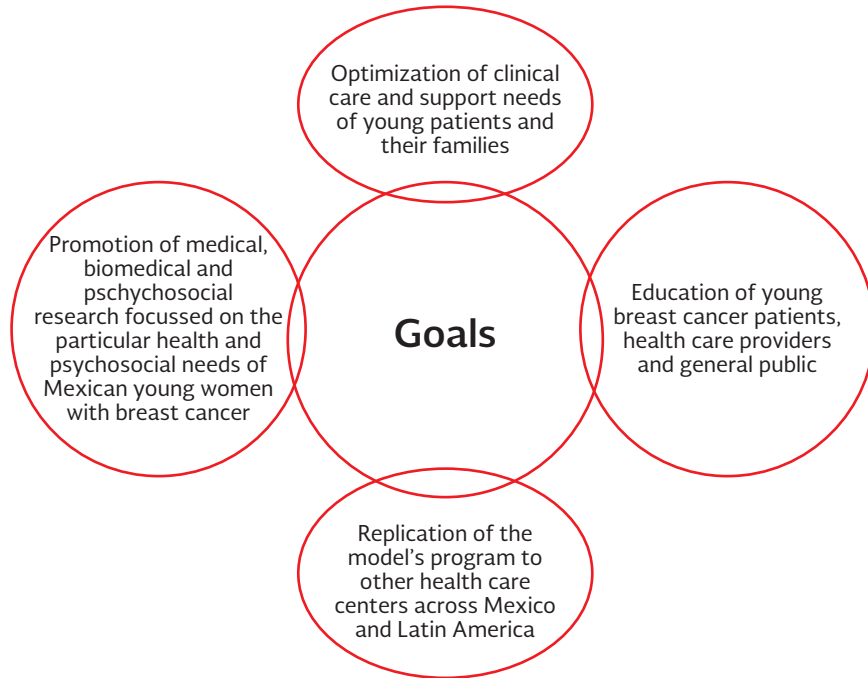 Optimization of clinical
care and support needs
of young patients and
their families
Promotion of medical,
biomedical and
pschychosocial
research focussed on the
particular health and
psychosocial needs of
Mexican young women
with breast cancer
Goals
Education of young
breast cancer patients,
health care providers
and general public
Replication of the
model’s program to
other health care
centers across Mexico
and Latin America